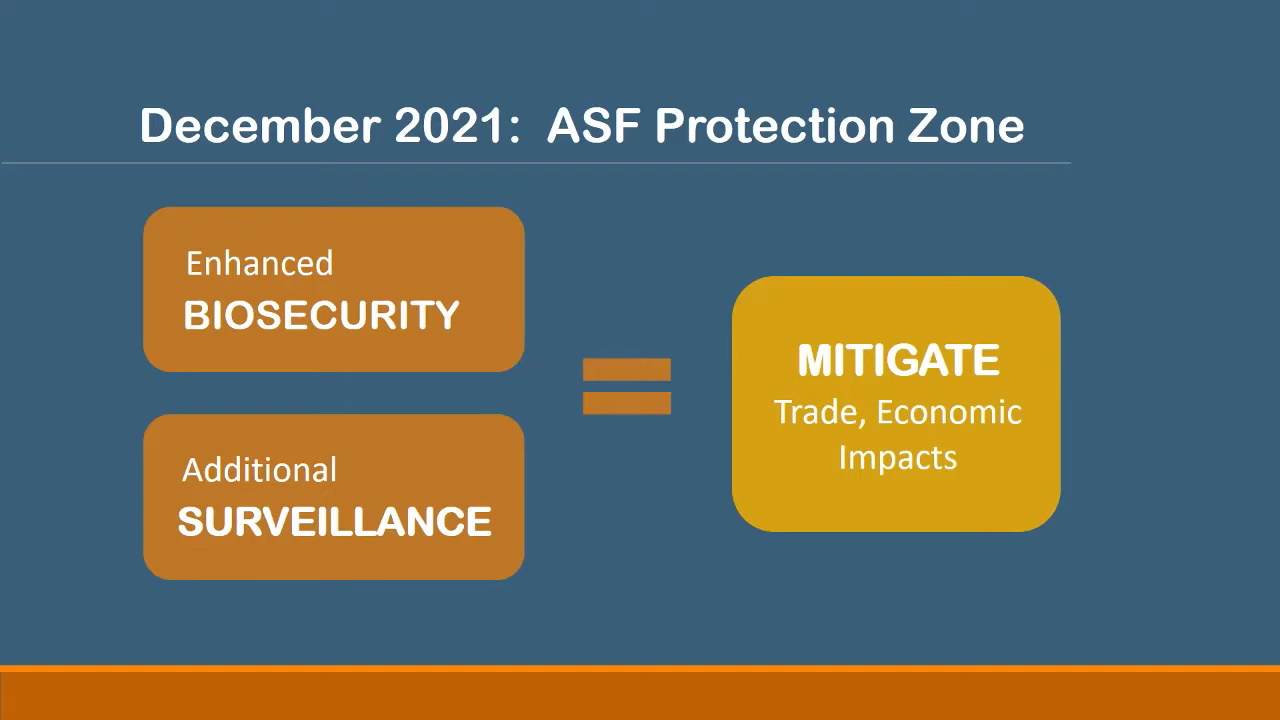 December 2021: ASF Protection Zone
Enhanced
BIOSECURITY
Additional
SURVEILLANCE
=
MITIGATE
Trade, Economic
Impacts